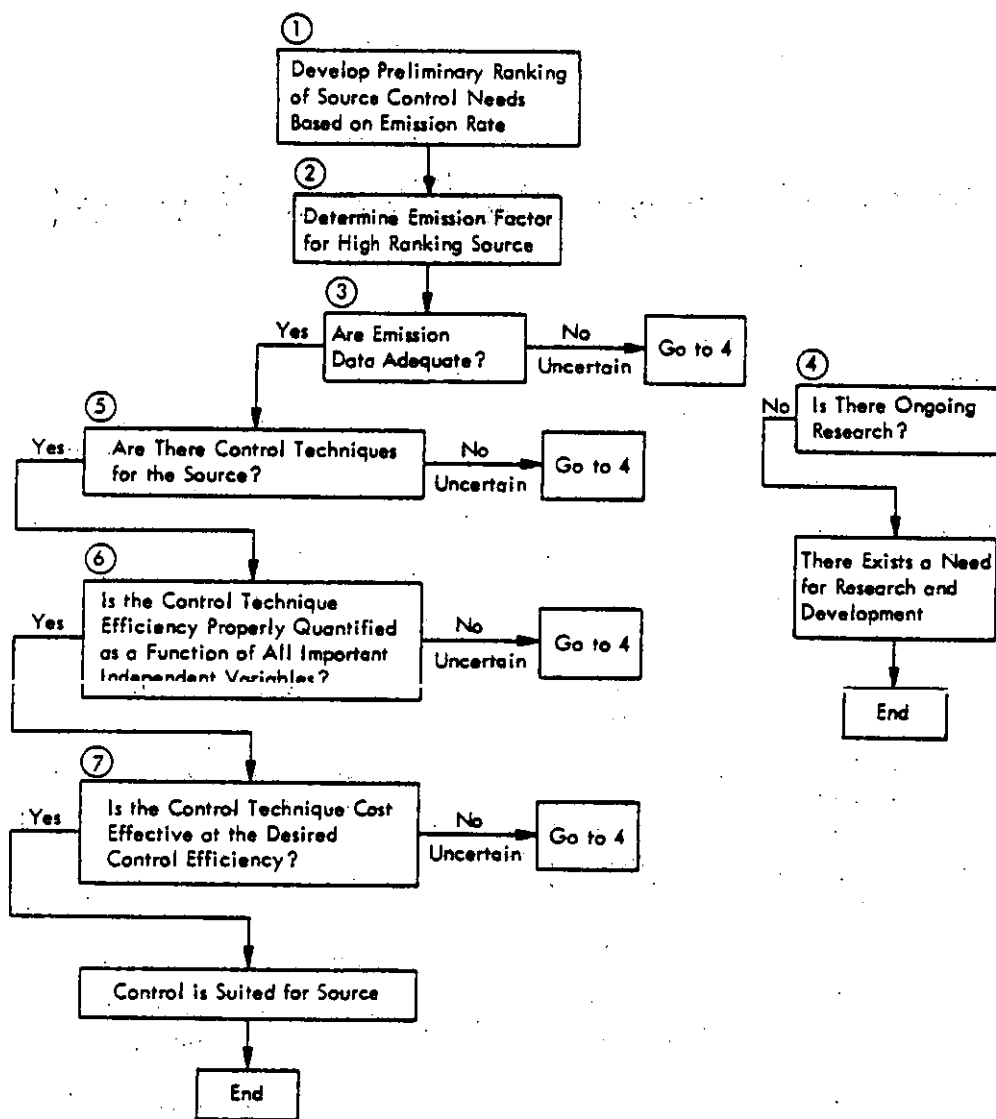 ①
Develop Preliminary Ranking
of Source Control Needs
Based on Emission Rate
②
Determine Emission Factor
for High Ranking Source
③
Yes
Are Emission
Data Adequate?
No
Uncertain
Go to 4
④
No
Is There Ongoing
Research?
⑤
Yes
Are There Control Techniques
for the Source?
No
Uncertain
Go to 4
There Exists a Need
for Research and
Development
End
⑥
Yes
Is the Control Technique
Efficiency Properly Quantified
as a Function of All Important
Independent Variables?
No
Uncertain
Go to 4
⑦
Yes
Is the Control Technique Cost
Effective at the Desired
Control Efficiency?
No
Uncertain
Go to 4
Control is Suited for Source
End